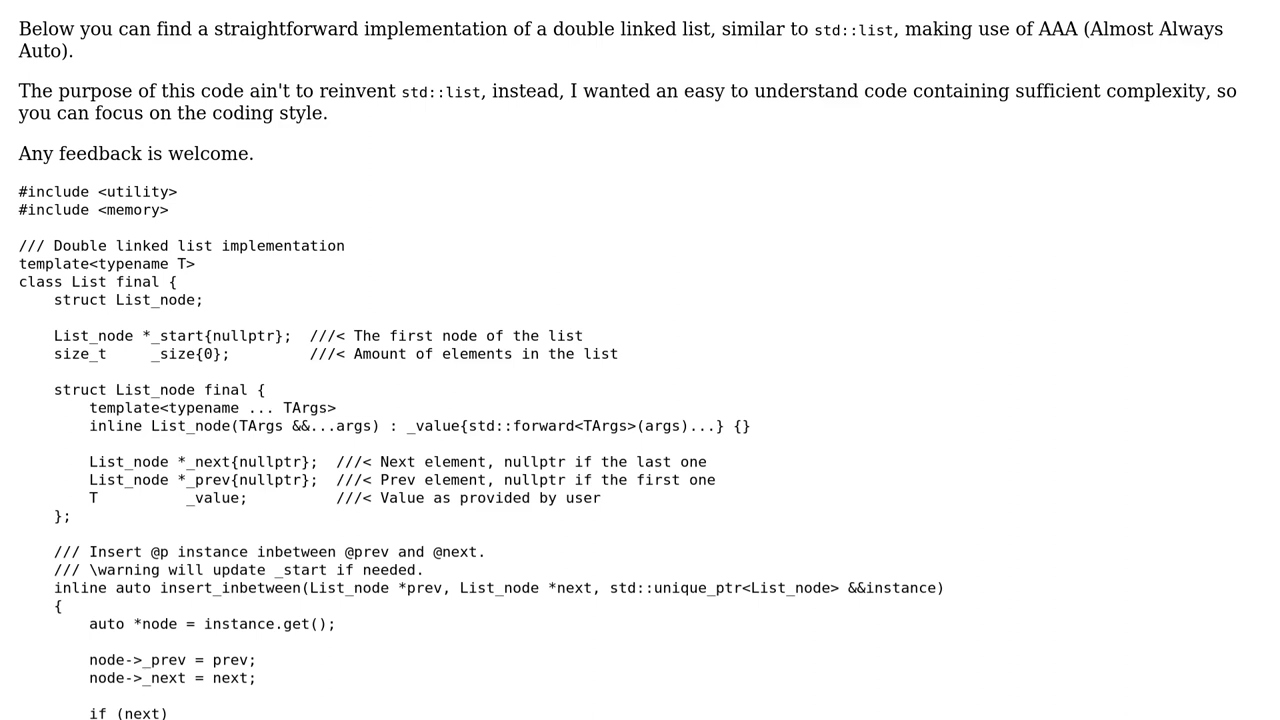 Below you can find a straightforward implementation of a double linked list, similar to std::list, making use of AAA (Almost Always
Auto).
The purpose of this code ain't to reinvent std::list, instead, I wanted an easy to understand code containing sufficient complexity, so
you can focus on the coding style.
Any feedback is welcome.
#include <utility>
#include <memory>
/// Double linked list implementation
template<typename T>
class List final {
    struct List_node;
    List_node *_start{nullptr};  ///< The first node of the list
    size_t     _size{0};         ///< Amount of elements in the list
    struct List_node final {
        template<typename ... TArgs>
        inline List_node(TArgs &&...args) : _value{std::forward<TArgs>(args)...} {}
        List_node *_next{nullptr};  ///< Next element, nullptr if the last one
        List_node *_prev{nullptr};  ///< Prev element, nullptr if the first one
        T          _value;          ///< Value as provided by user
    };
    /// Insert @p instance inbetween @prev and @next.
    /// \warning will update _start if needed.
    inline auto insert_inbetween(List_node *prev, List_node *next, std::unique_ptr<List_node> &&instance)
    {
        auto *node = instance.get();
        node->_prev = prev;
        node->_next = next;
        if (next)